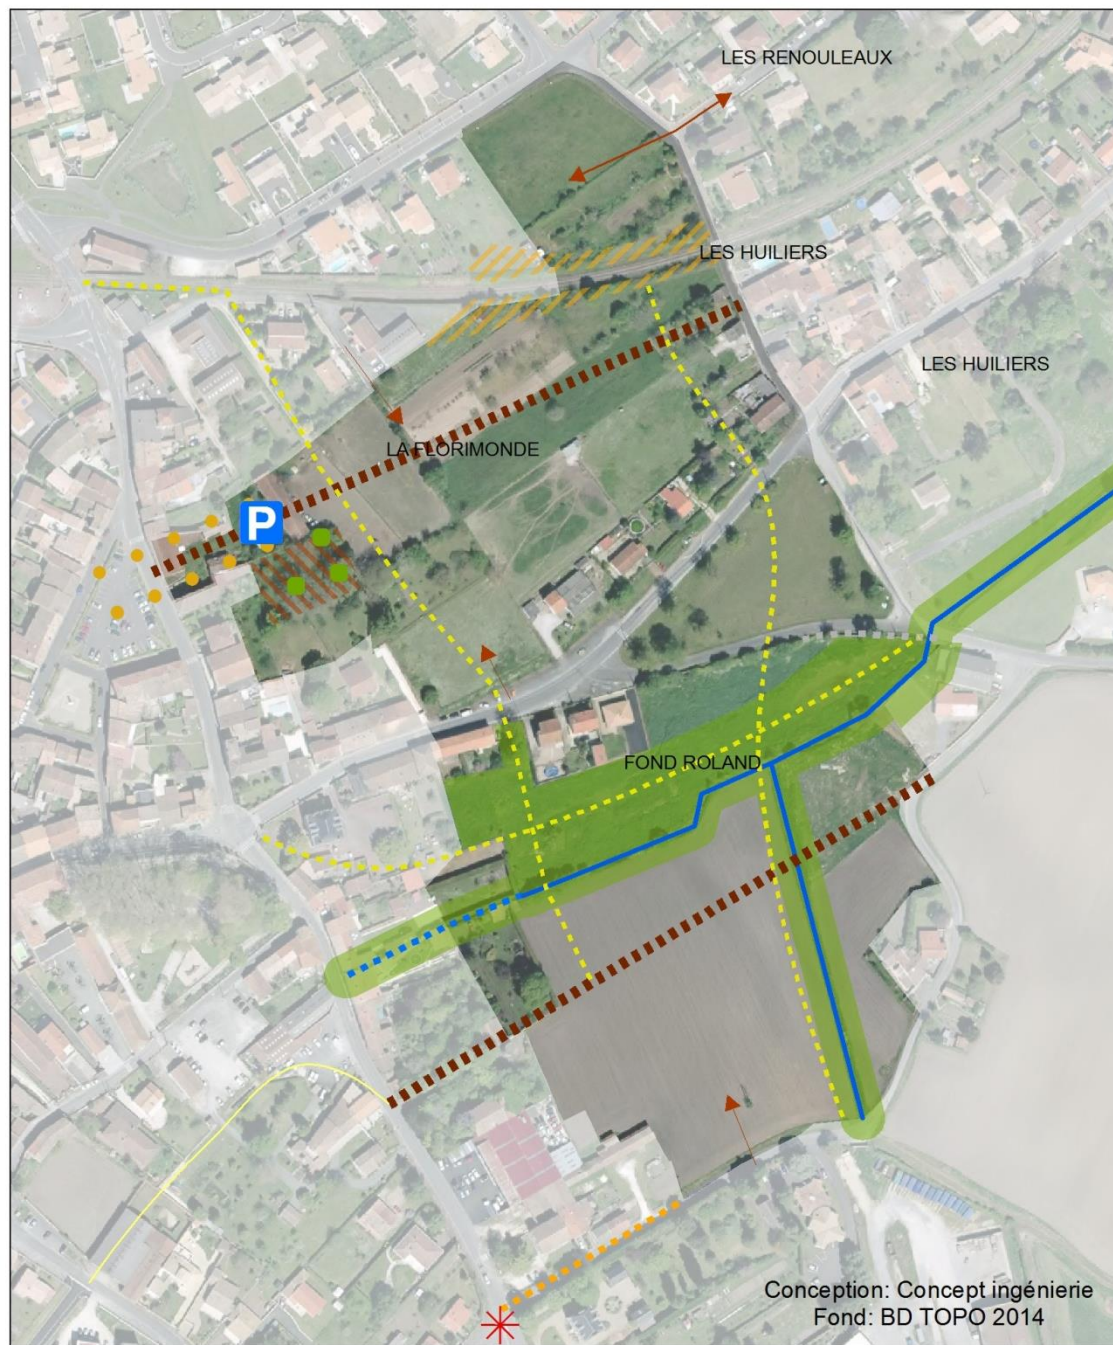 LES RENOULEAUX
LES HUILIERS
LES HUILIERS
LA FLORIMONDE
P
FOND ROLAND
Conception: Concept ingénierie
Fond: BD TOPO 2014